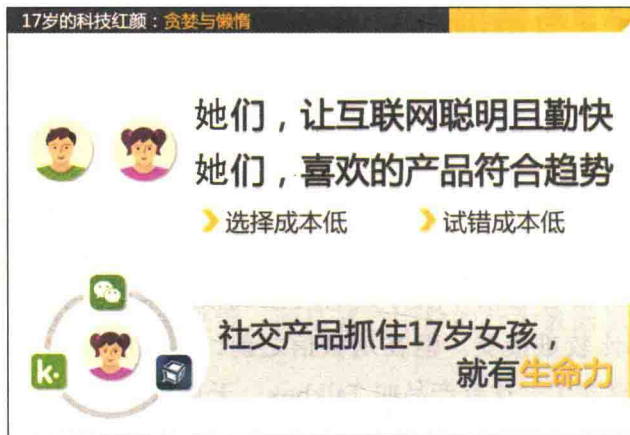 17岁的科技红颜：贪婪与懒惰
她们，让互联网聪明且勤快
她们，喜欢的产品符合趋势
选择成本低
试错成本低
社交产品抓住17岁女孩，
就有生命力
k.